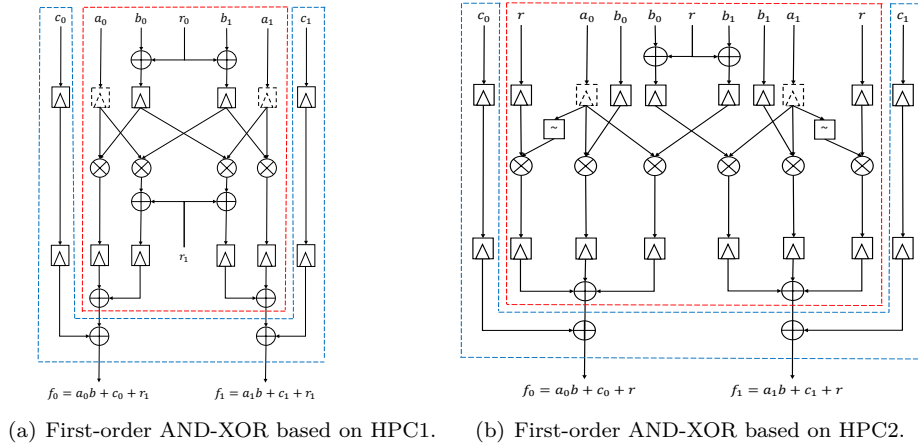 c₀ a₀ b₀ r₀ b₁ a₁ c₁
r₁
f₀ = a₀b + c₀ + r₁ f₁ = a₁b + c₁ + r₁
(a) First-order AND-XOR based on HPC1.
c₀ r a₀ b₀ b₀ r b₁ b₁ a₁ r c₁
~ ~
f₀ = a₀b + c₀ + r f₁ = a₁b + c₁ + r
(b) First-order AND-XOR based on HPC2.